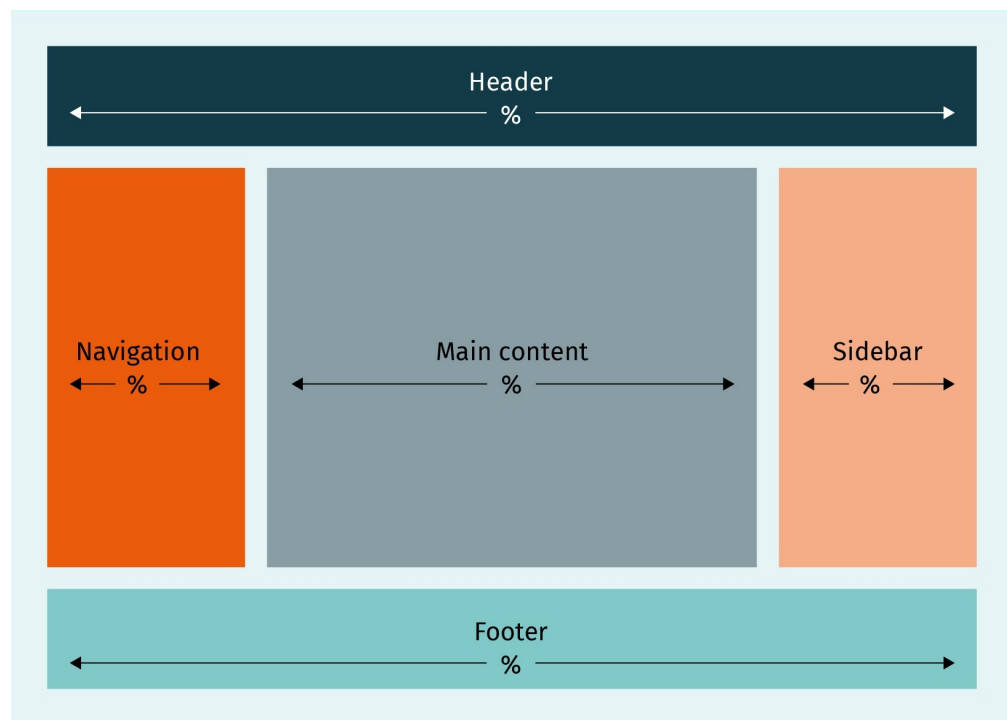 Header
%
Navigation
%
Main content
%
Sidebar
%
Footer
%